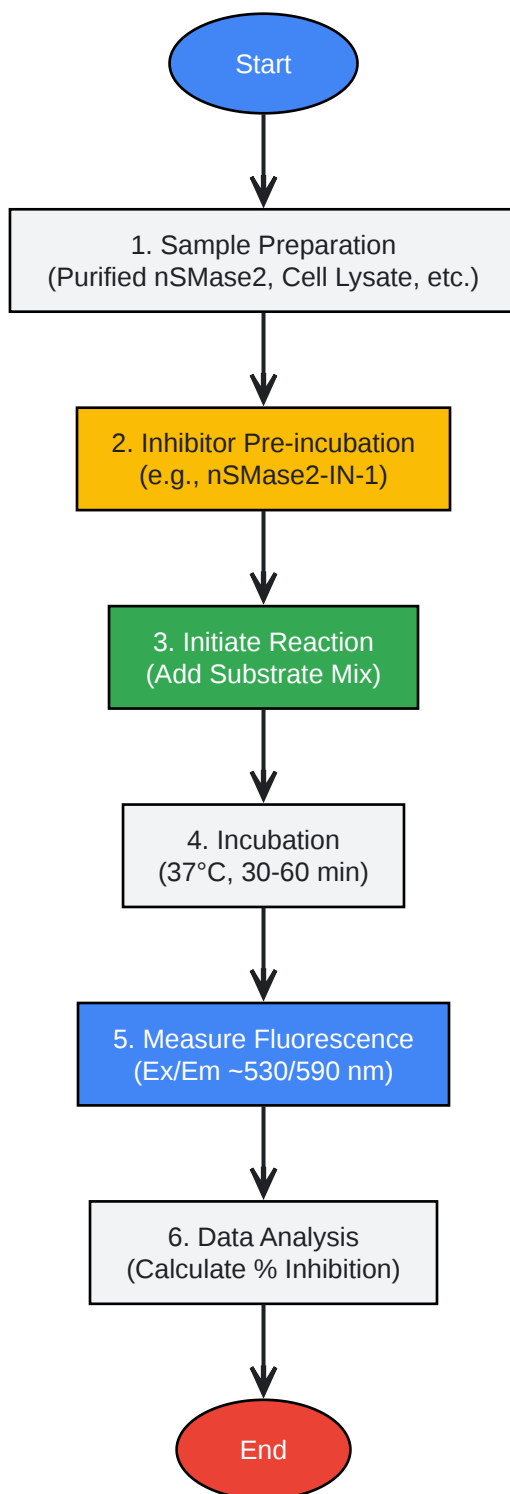 Start
1. Sample Preparation
(Purified nSMase2, Cell Lysate, etc.)
2. Inhibitor Pre-incubation
(e.g., nSMase2-IN-1)
3. Initiate Reaction
(Add Substrate Mix)
4. Incubation
(37°C, 30-60 min)
5. Measure Fluorescence
(Ex/Em ~530/590 nm)
6. Data Analysis
(Calculate % Inhibition)
End